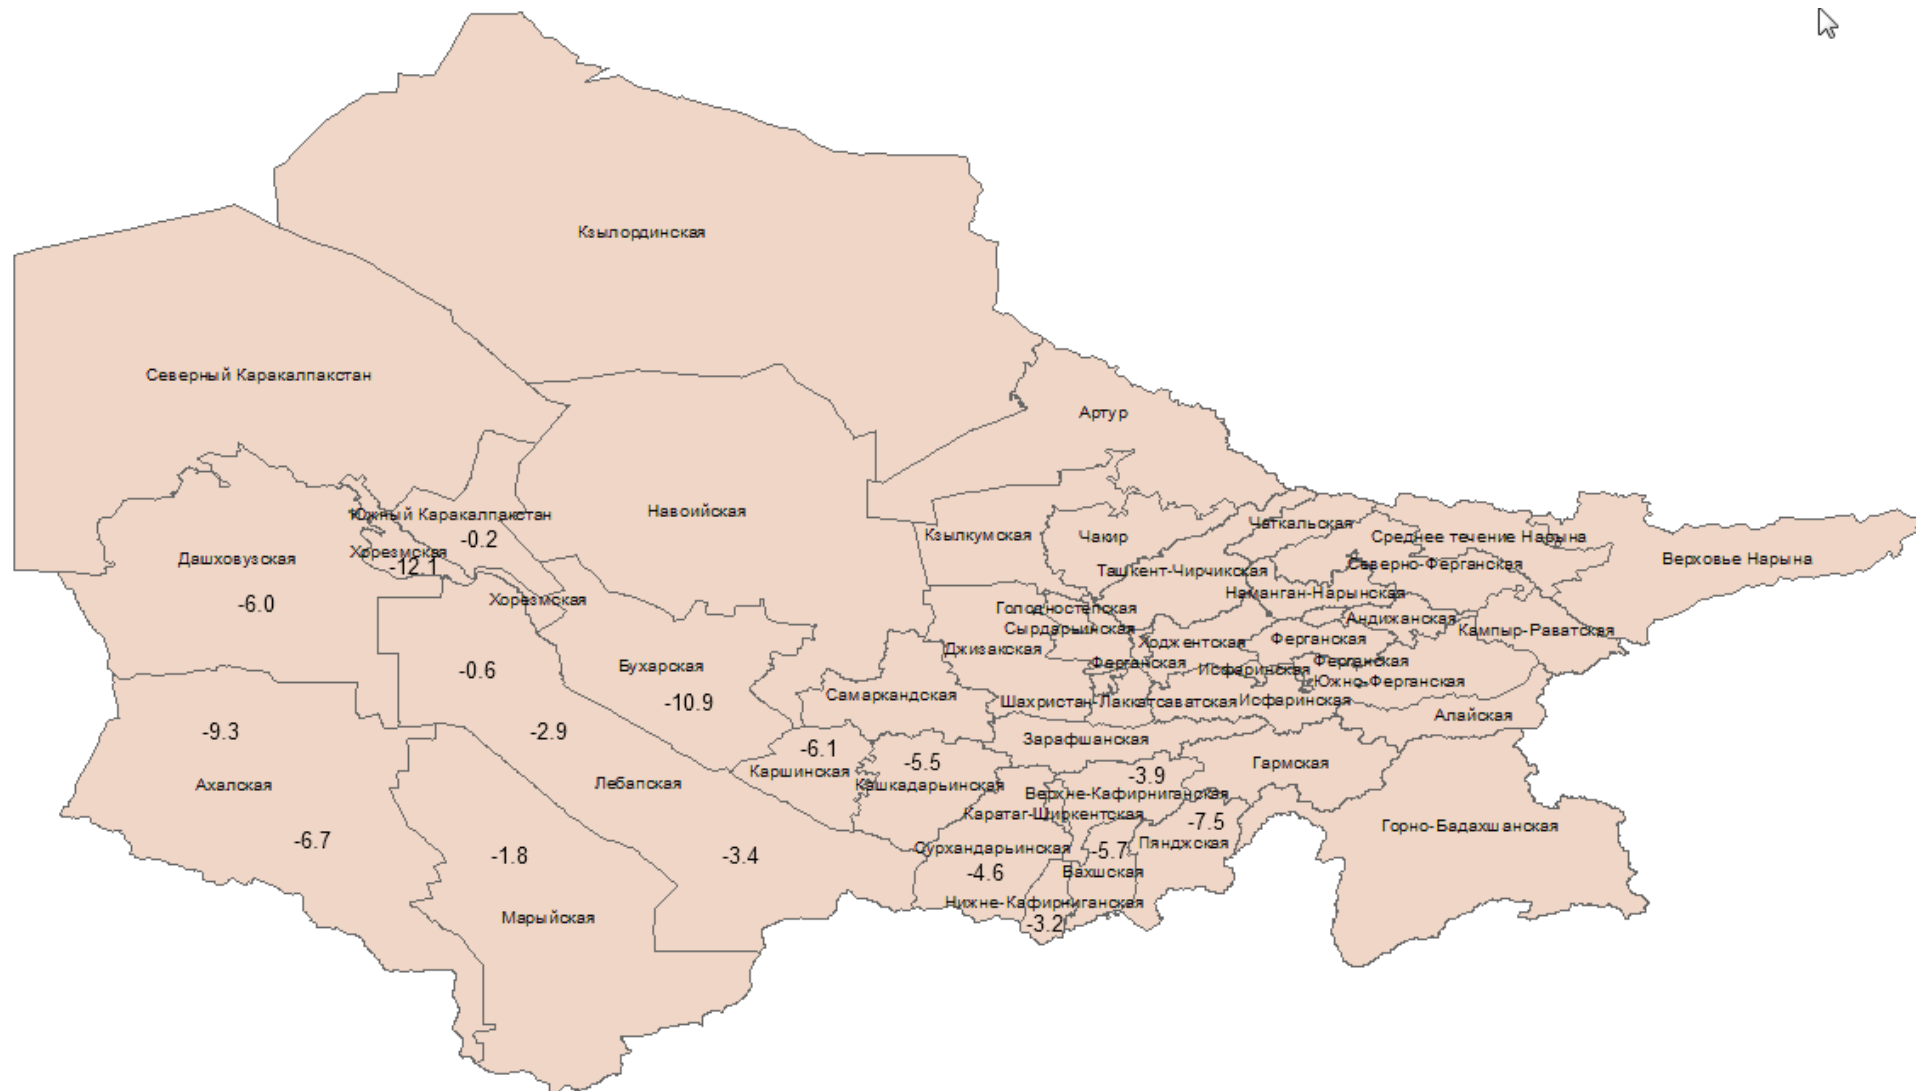 Кзылординская
Северный Каракалпакстан
Артур
Навоийская
Южный Каракалпакстан
-0.2
Хорезмская
-12.1
Дашховузская
-6.0
Хорезмская
Кзылкумская
Чакир
Чаткальская
Среднее течение Нарына
Верховье Нарына
Северно-Ферганская
Ташкент-Чирчикская
Наманган-Нарынская
Голодностепская
Сырдарьинская
Андижанская
Кампыр-Раватская
Джизакская
Ходжентская
Ферганская
Ферганская
Исфаринская
Ферганская
Южно-Ферганская
Бухарская
-10.9
-0.6
Самаркандская
Шахристан-Лаккатсаватская
Исфаринская
Алайская
-9.3
-2.9
Зарафшанская
-6.1
Каршинская
-5.5
Кашкадарьинская
-3.9
Гармская
Ахалская
Лебапская
Верхне-Кафирниганская
Каратаг-Ширкентская
-7.5
Пянджская
Горно-Бадахшанская
-6.7
-1.8
-3.4
Сурхандарьинская
-4.6
-5.7
Вахшская
Нижне-Кафирниганская
-3.2
Марыйская